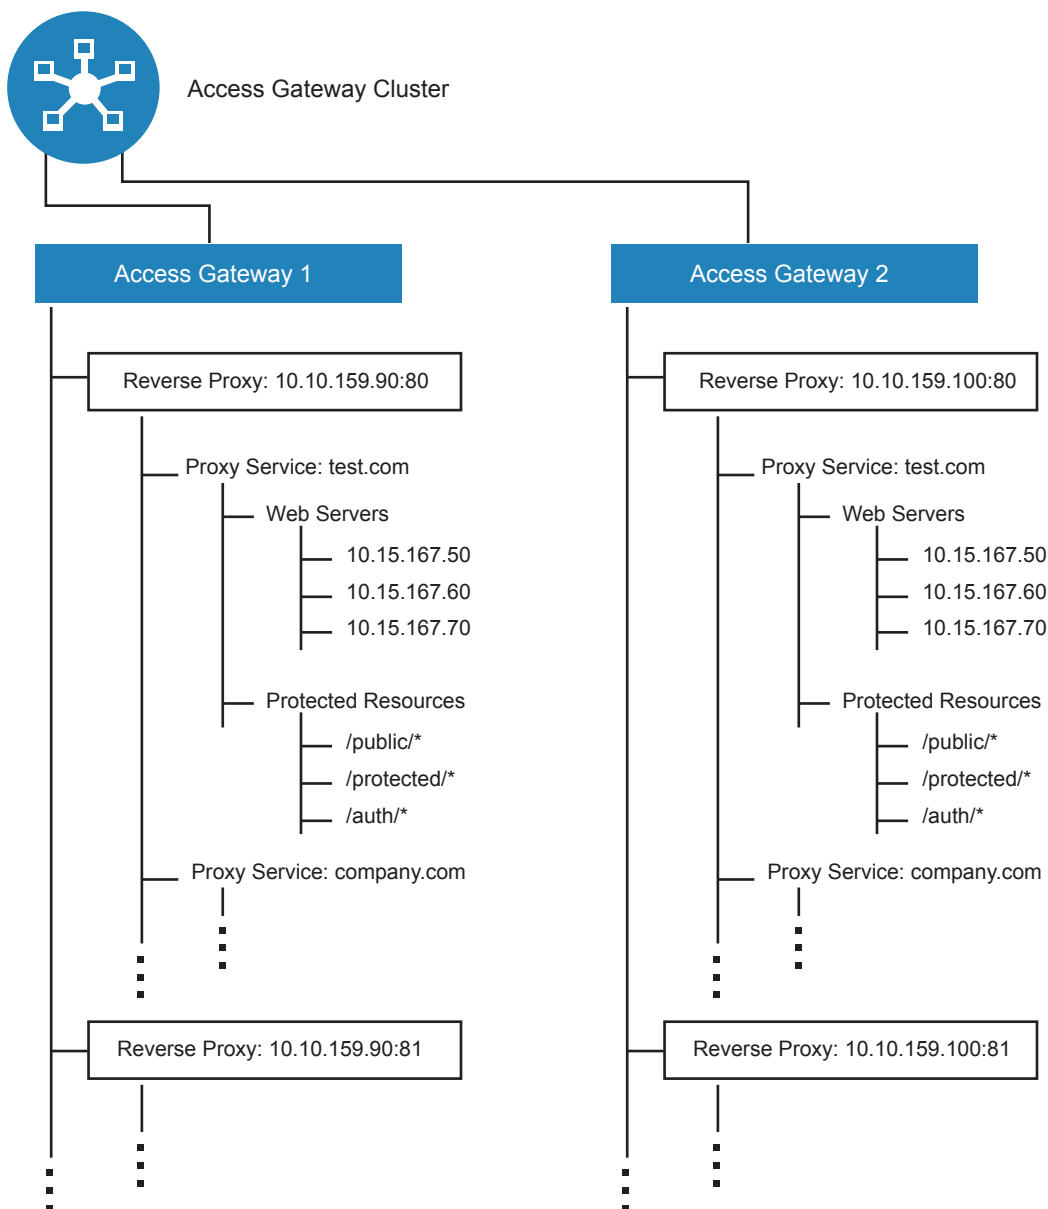 Access Gateway Cluster
Access Gateway 1
Reverse Proxy: 10.10.159.90:80
Proxy Service: test.com
Web Servers
10.15.167.50
10.15.167.60
10.15.167.70
Protected Resources
/public/*
/protected/*
/auth/*
Proxy Service: company.com
Reverse Proxy: 10.10.159.90:81
Access Gateway 2
Reverse Proxy: 10.10.159.100:80
Proxy Service: test.com
Web Servers
10.15.167.50
10.15.167.60
10.15.167.70
Protected Resources
/public/*
/protected/*
/auth/*
Proxy Service: company.com
Reverse Proxy: 10.10.159.100:81